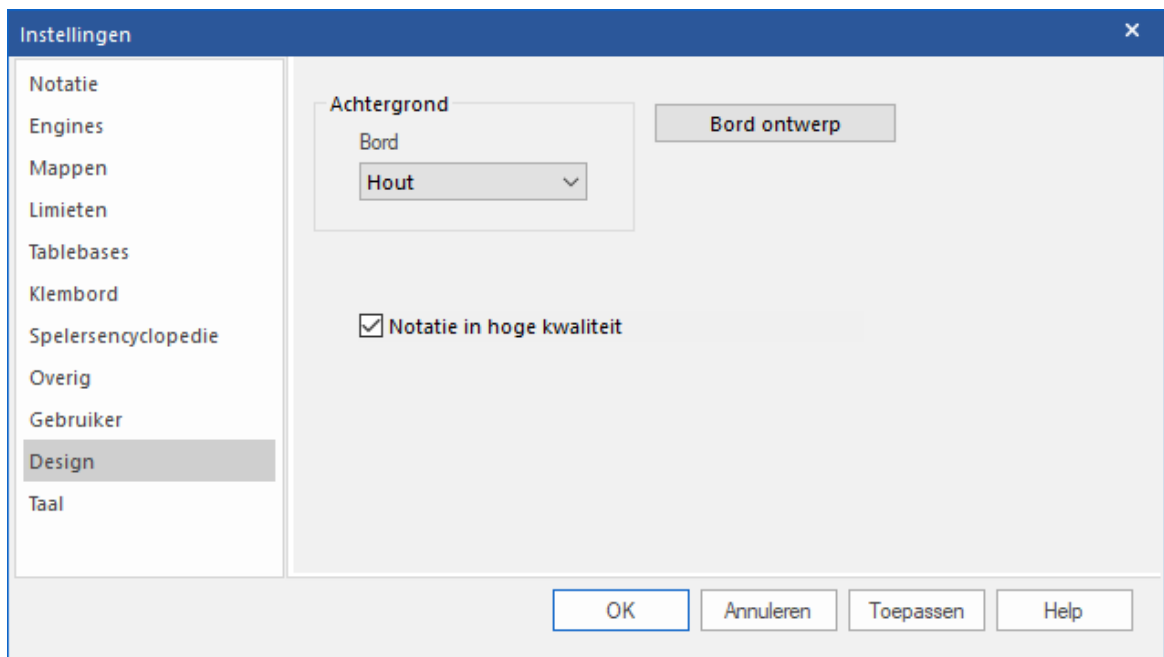 Instellingen
Notatie
Engines
Mappen
Limieten
Tablebases
Klembord
Spelersencyclopedie
Overig
Gebruiker
Design
Taal
Achtergrond
Bord
Hout
Bord ontwerp
Notatie in hoge kwaliteit
OK Annuleren Toepassen Help